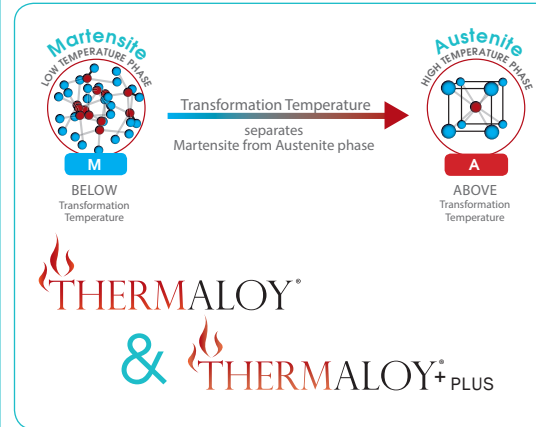 Martensite
LOW TEMPERATURE PHASE
Austenite
HIGH TEMPERATURE PHASE
Transformation Temperature
separates
Martensite from Austenite phase
M
BELOW
Transformation
Temperature
A
ABOVE
Transformation
Temperature
THERMALOY®
&
THERMALOY®+ PLUS